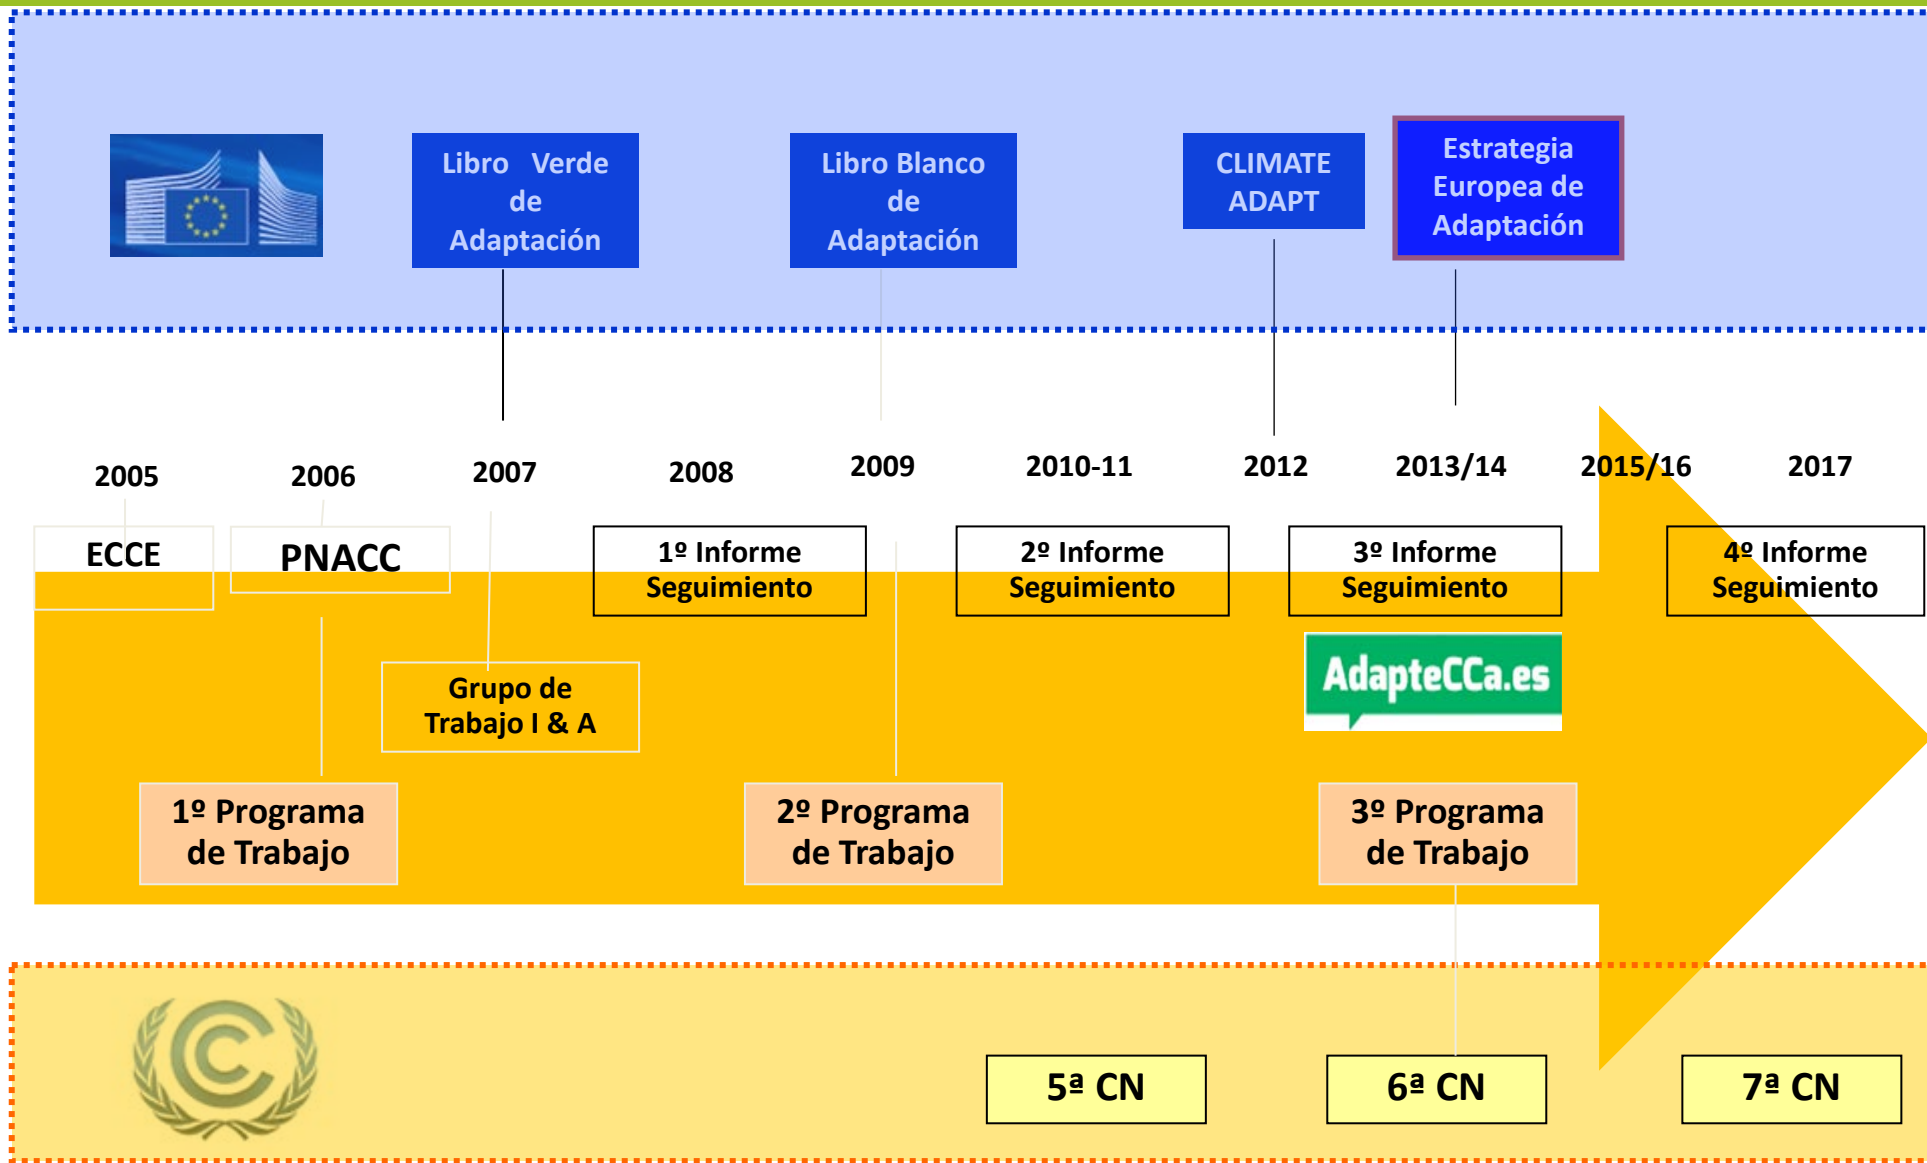 Libro Verde
de
Adaptación
Libro Blanco
de
Adaptación
CLIMATE
ADAPT
Estrategia
Europea de
Adaptación
2005
2006
2007
2008
2009
2010-11
2012
2013/14
2015/16
2017
ECCE
PNACC
1º Informe
Seguimiento
2º Informe
Seguimiento
3º Informe
Seguimiento
4º Informe
Seguimiento
Grupo de
Trabajo I & A
AdapteCCa.es
1º Programa
de Trabajo
2º Programa
de Trabajo
3º Programa
de Trabajo
5ª CN
6ª CN
7ª CN